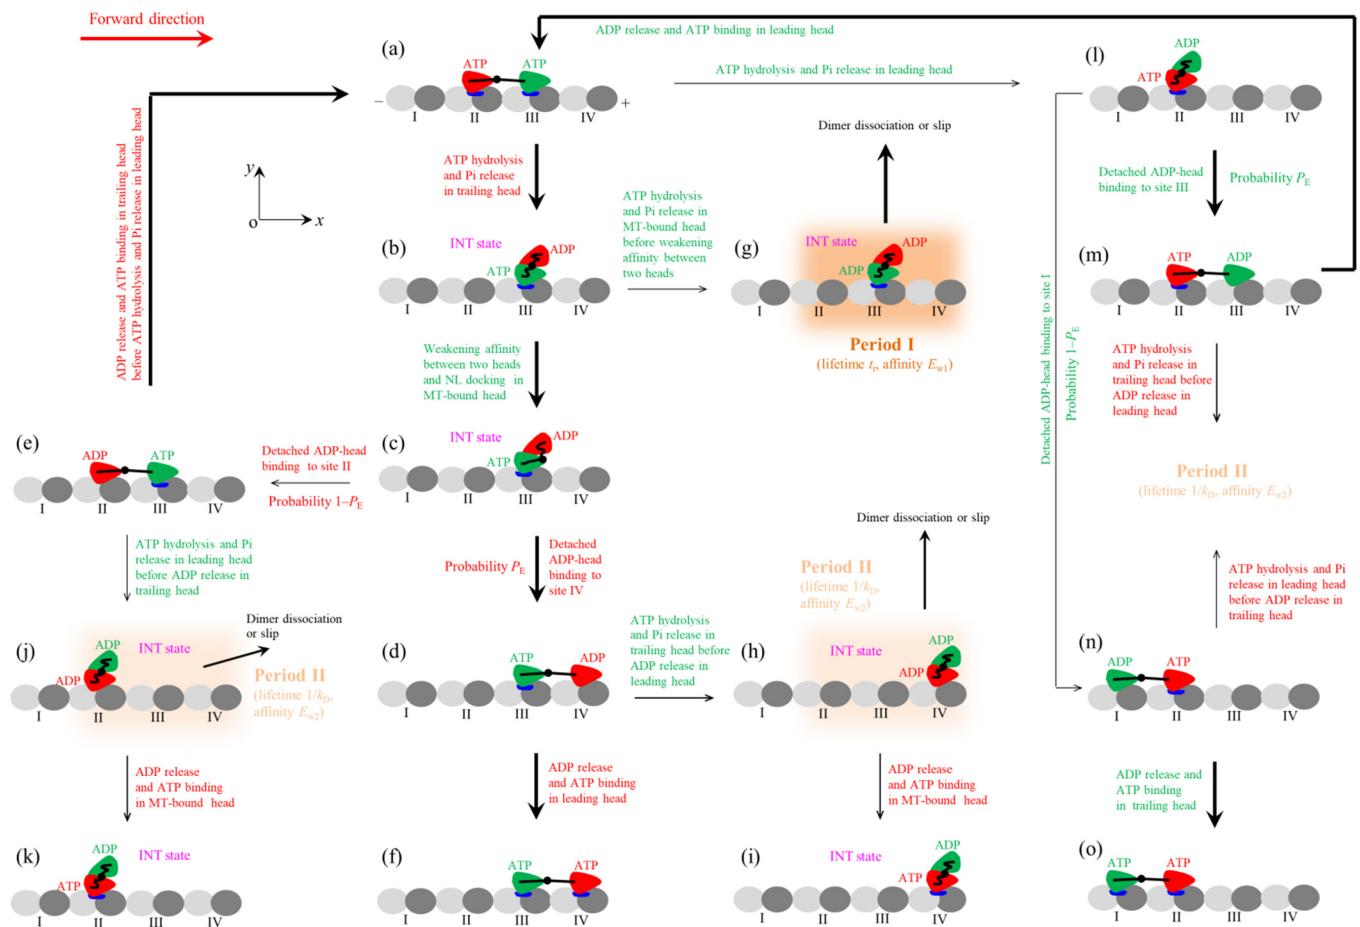 Forward direction
ADP release and ATP binding in trailing head
before ATP hydrolysis and Pi release in leading head
y
o
x
(a)
ATP
ATP
−
+
I
II
III
IV
ADP release and ATP binding in leading head
ATP hydrolysis and Pi release in leading head
ATP hydrolysis
and Pi release
in trailing head
(b)
INT state
ADP
ATP
I
II
III
IV
ATP hydrolysis
and Pi release in
MT-bound head
before weakening
affinity between
two heads
Dimer dissociation or slip
(g)
INT state
ADP
ADP
I
II
III
IV
Period I
(lifetime tr, affinity Ew1)
Weakening affinity
between two heads
and NL docking in
MT-bound head
(c)
INT state
ADP
ATP
I
II
III
IV
Detached ADP-head
binding to site II
Probability 1–PE
(e)
ADP
ATP
I
II
III
IV
ATP hydrolysis and Pi
release in leading head
before ADP release in
trailing head
Dimer dissociation
or slip
(j)
ADP
INT state
ADP
Period II
(lifetime 1/kD,
affinity Ew2)
I
II
III
IV
ADP release
and ATP binding
in MT-bound head
(k)
ADP
INT state
ATP
I
II
III
IV
Probability PE
Detached
ADP-head
binding to
site IV
(d)
ATP
ADP
I
II
III
IV
ATP hydrolysis
and Pi release in
trailing head before
ADP release in
leading head
ADP release
and ATP binding
in leading head
(f)
ATP
ATP
I
II
III
IV
Dimer dissociation or slip
Period II
(lifetime 1/kD,
affinity Ew2)
(h)
INT state
ADP
ADP
I
II
III
IV
ADP release
and ATP binding
in MT-bound head
(i)
INT state
ADP
ATP
I
II
III
IV
(l)
ADP
ATP
I
II
III
IV
Detached ADP-head
binding to site III
Probability PE
Detached ADP-head binding to site I
Probability 1–PE
(m)
ATP
ADP
I
II
III
IV
ATP hydrolysis
and Pi release in
trailing head before
ADP release in
leading head
Period II
(lifetime 1/kD, affinity Ew2)
ATP hydrolysis and Pi
release in leading head
before ADP release in
trailing head
(n)
ADP
ATP
I
II
III
IV
ADP release and
ATP binding
in trailing head
(o)
ATP
ATP
I
II
III
IV